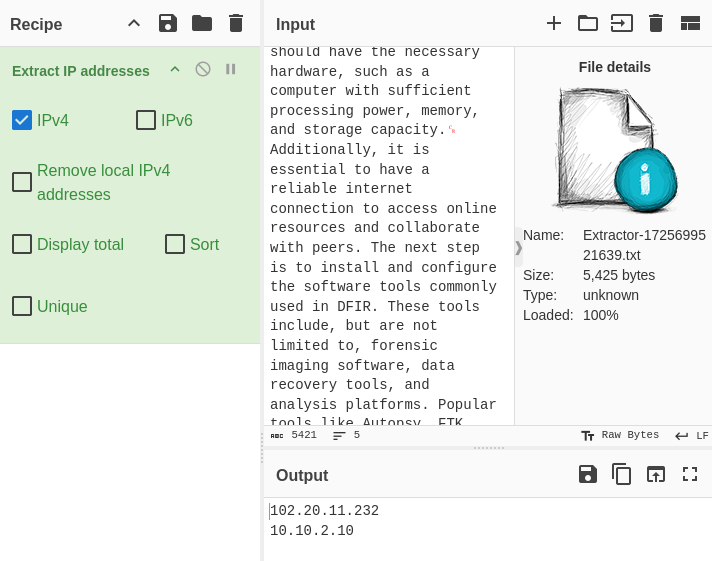 Recipe
Extract IP addresses
IPv4
IPv6
Remove local IPv4
addresses
Display total
Sort
Unique
Input
should have the necessary
hardware, such as a
computer with sufficient
processing power, memory,
and storage capacity.
Additionally, it is
essential to have a
reliable internet
connection to access online
resources and collaborate
with peers. The next step
is to install and configure
the software tools commonly
used in DFIR. These tools
include, but are not
limited to, forensic
imaging software, data
recovery tools, and
analysis platforms. Popular
tools like Autopsy, FTK
File details
Name: Extractor-17256995
21639.txt
Size: 5,425 bytes
Type: unknown
Loaded: 100%
ABC 5421 5
Raw Bytes LF
Output
102.20.11.232
10.10.2.10